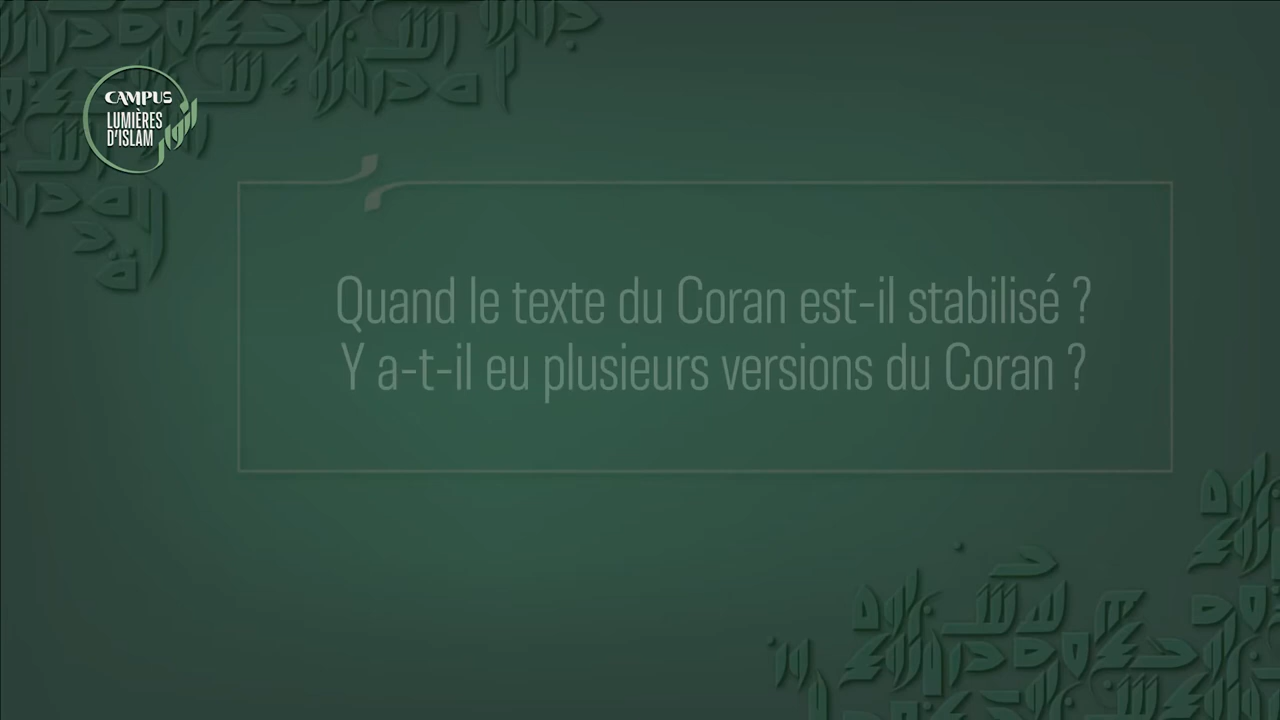 CAMPUS
LUMIÈRES
D'ISLAM
Quand le texte du Coran est-il stabilisé ?
Y a-t-il eu plusieurs versions du Coran ?